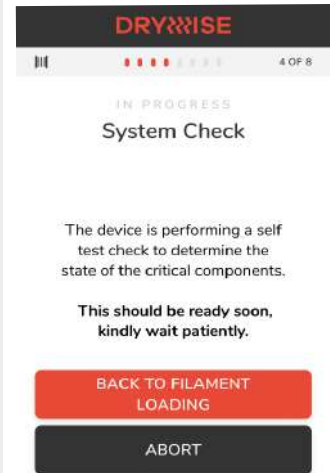 DRYWISE
4 OF 8
IN PROGRESS
System Check
The device is performing a self
test check to determine the
state of the critical components.
This should be ready soon,
kindly wait patiently.
BACK TO FILAMENT
LOADING
ABORT